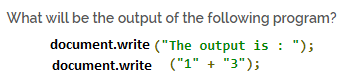 What will be the output of the following program?
document.write ("The output is : ");
document.write ("1" + "3");